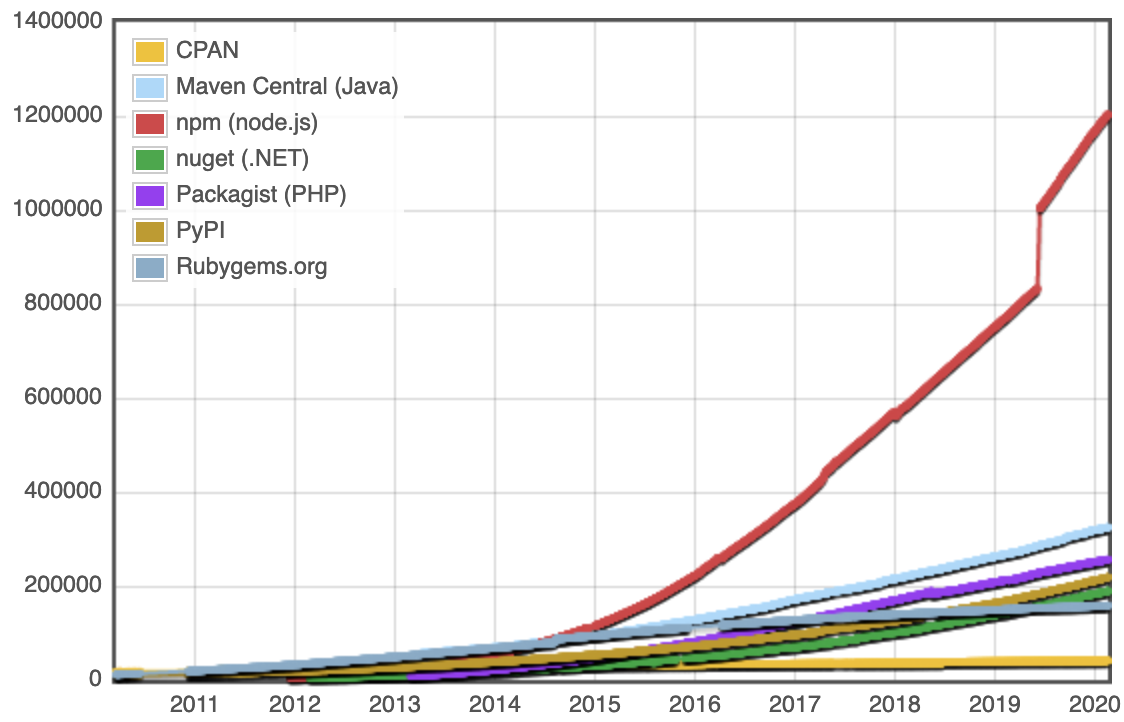 1400000
CPAN
Maven Central (Java)
1200000
npm (node.js)
nuget (.NET)
Packagist (PHP)
1000000
PyPI
Rubygems.org
800000
600000
400000
200000
0
2011 2012 2013 2014 2015 2016 2017 2018 2019 2020